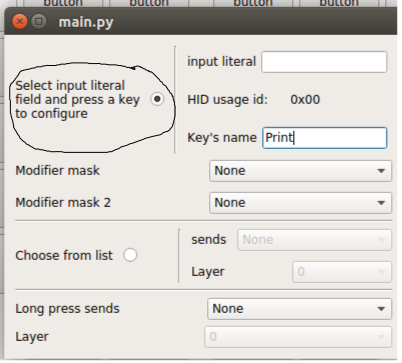 button button button button
main.py
input literal
Select input literal
field and press a key
to configure
HID usage id: 0x00
Key's name Print
Modifier mask None
Modifier mask 2 None
sends None
Choose from list
Layer 0
Long press sends None
Layer 0